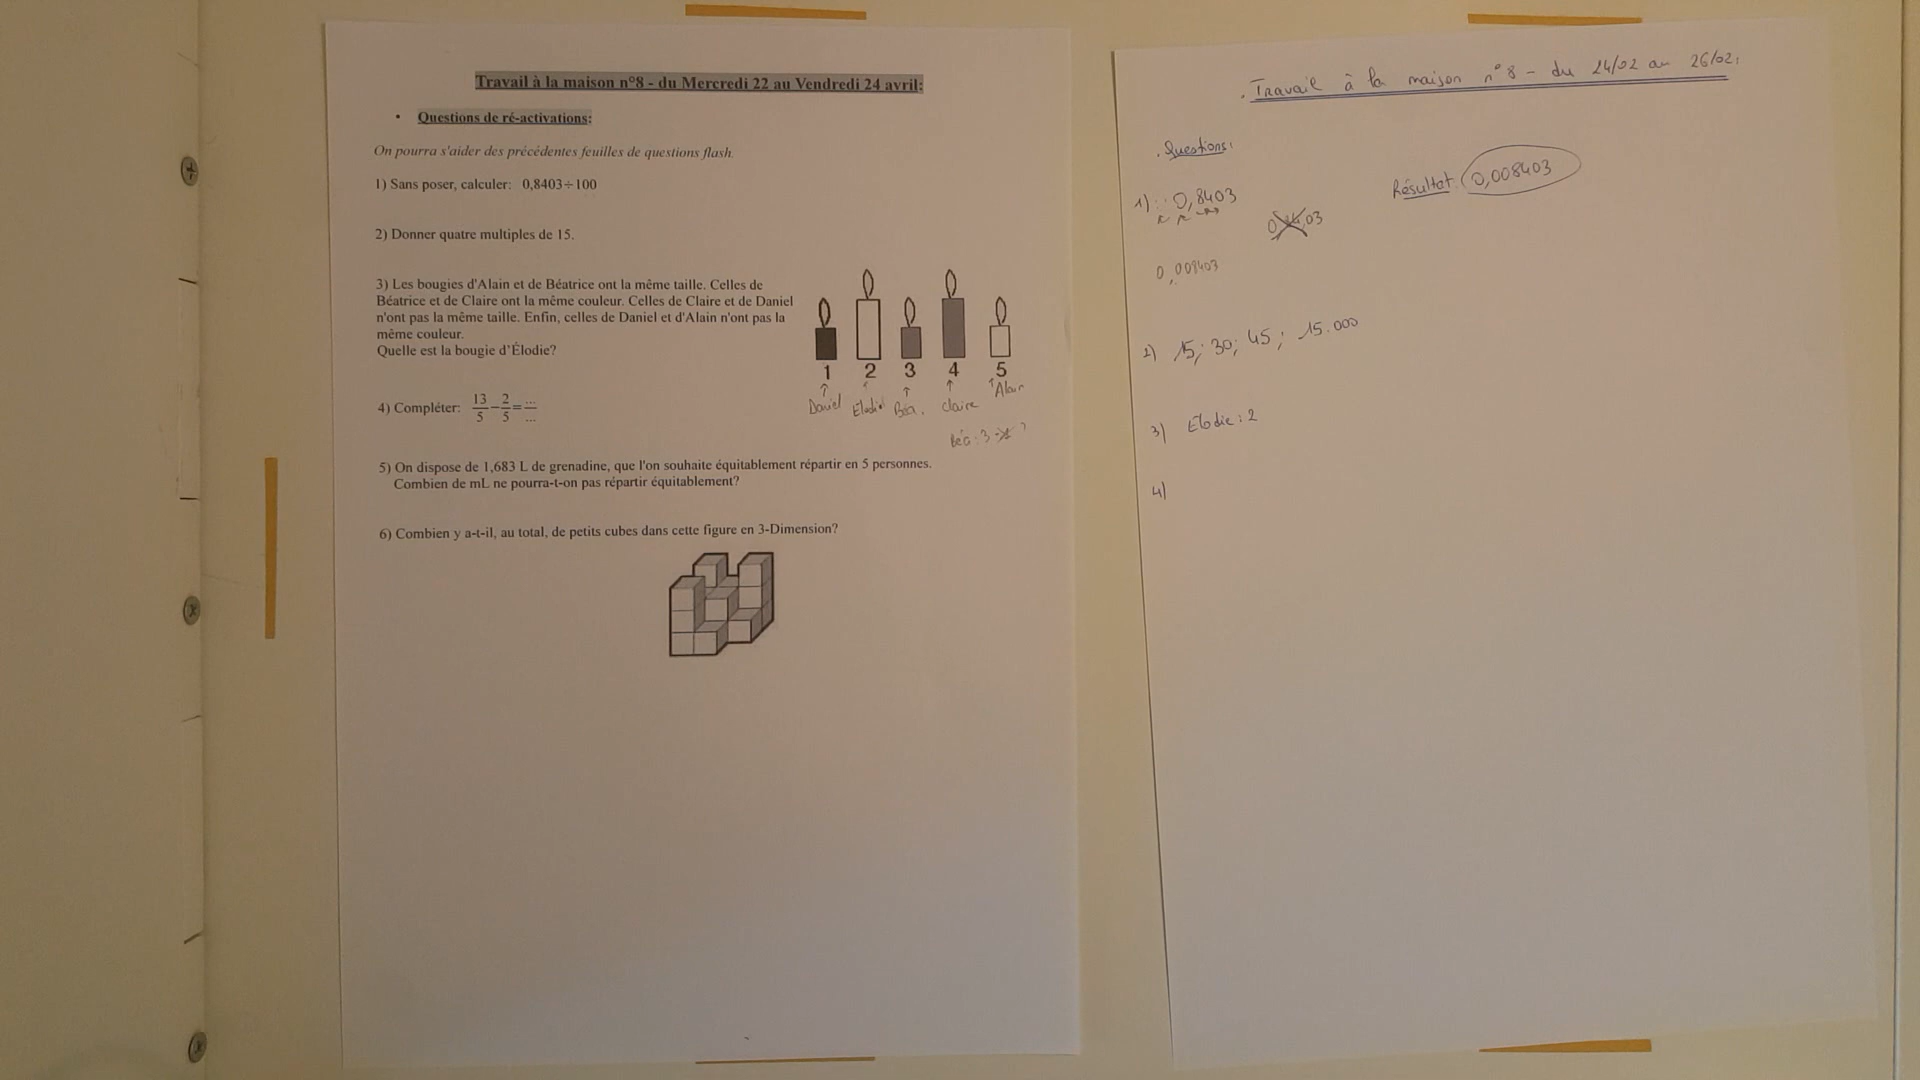 Travail à la maison n°8 - du Mercredi 22 au Vendredi 24 avril:
• Questions de ré-activations:
On pourra s'aider des précédentes feuilles de questions flash.
1) Sans poser, calculer: 0,8403÷100
2) Donner quatre multiples de 15.
3) Les bougies d'Alain et de Béatrice ont la même taille. Celles de
Béatrice et de Claire ont la même couleur. Celles de Claire et de Daniel
n'ont pas la même taille. Enfin, celles de Daniel et d'Alain n'ont pas la
même couleur.
Quelle est la bougie d'Élodie?
1 2 3 4 5
Daniel Elodie Béa. Claire Alain
Béa: 3
4) Compléter: 13/5 - 2/5 = .../...
5) On dispose de 1,683 L de grenadine, que l'on souhaite équitablement répartir en 5 personnes.
Combien de mL ne pourra-t-on pas répartir équitablement?
6) Combien y a-t-il, au total, de petits cubes dans cette figure en 3-Dimension?
Travail à la maison n°8 - du 24/02 au 26/02:
Questions:
1) 0,8403
Résultat: 0,008403
0,008403
2) 15; 30; 45; 15.000
3) Elodie: 2
4)